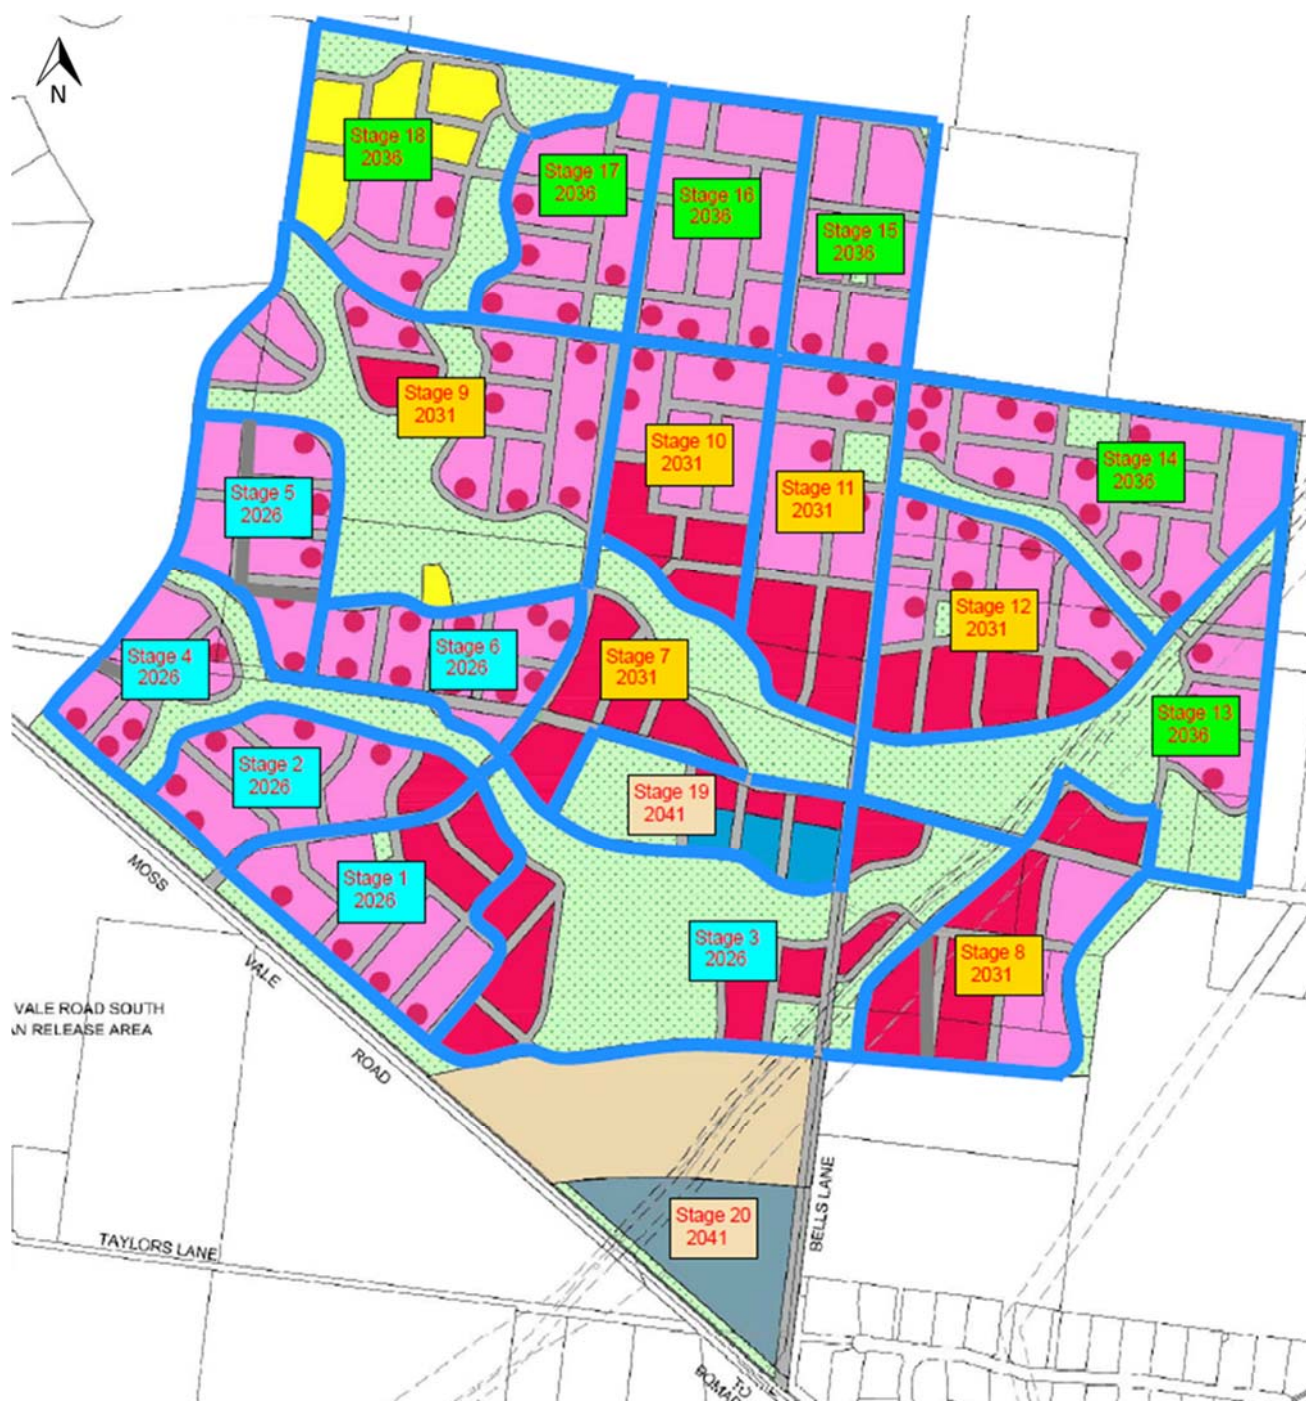 N
Stage 18
2036
Stage 17
2036
Stage 16
2036
Stage 15
2036
Stage 9
2031
Stage 10
2031
Stage 14
2036
Stage 5
2026
Stage 11
2031
Stage 12
2031
Stage 4
2026
Stage 6
2026
Stage 7
2031
Stage 13
2036
Stage 2
2026
Stage 19
2041
Stage 1
2026
Stage 3
2026
Stage 8
2031
MOSS
VALE
ROAD
VALE ROAD SOUTH
AN RELEASE AREA
BELLS LANE
Stage 20
2041
TAYLORS LANE
TO